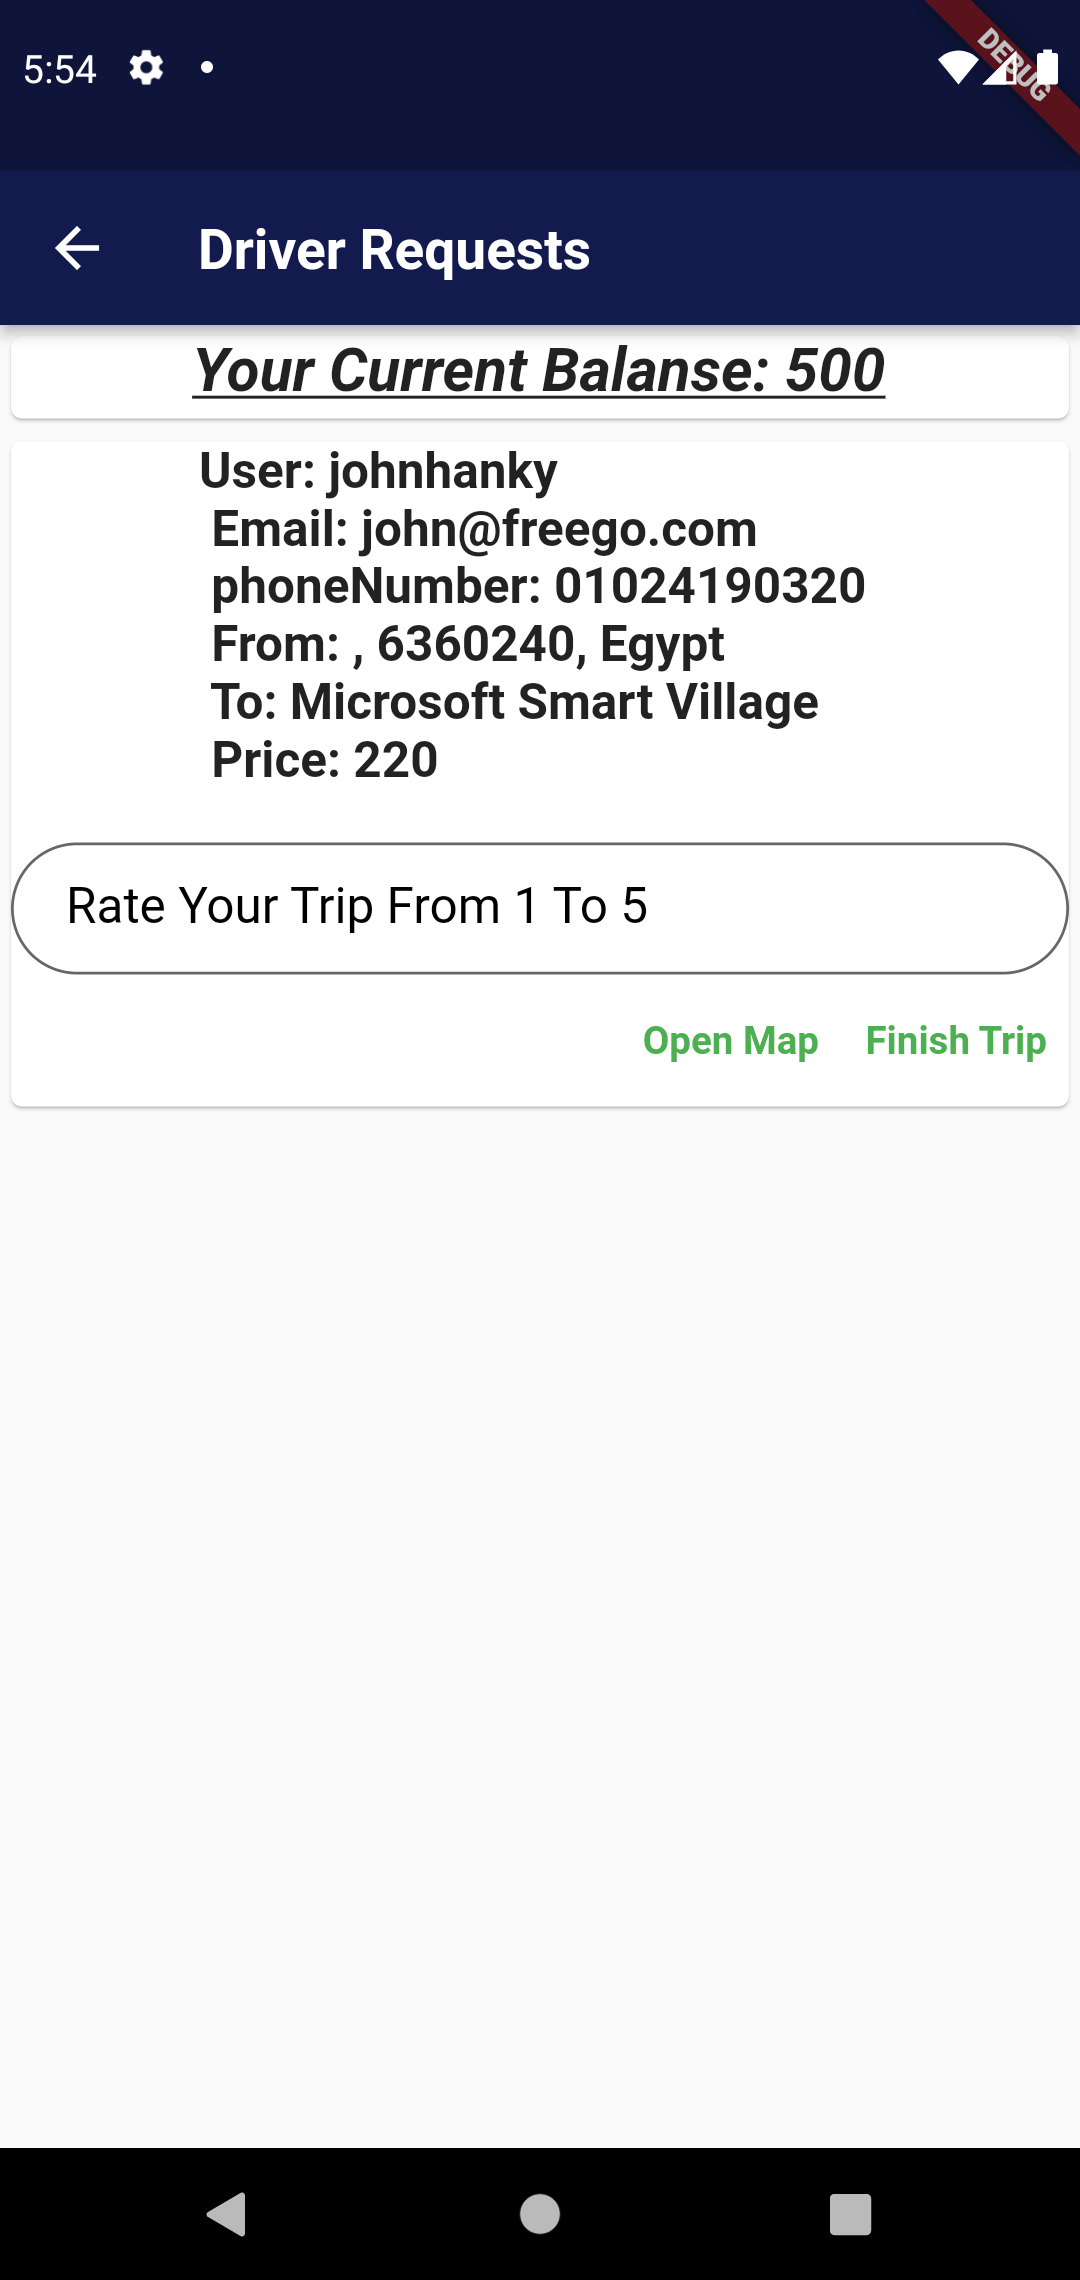 5:54
DEBUG
Driver Requests
Your Current Balanse: 500
User: johnhanky
Email: john@freego.com
phoneNumber: 01024190320
From: , 6360240, Egypt
To: Microsoft Smart Village
Price: 220
Rate Your Trip From 1 To 5
Open Map Finish Trip